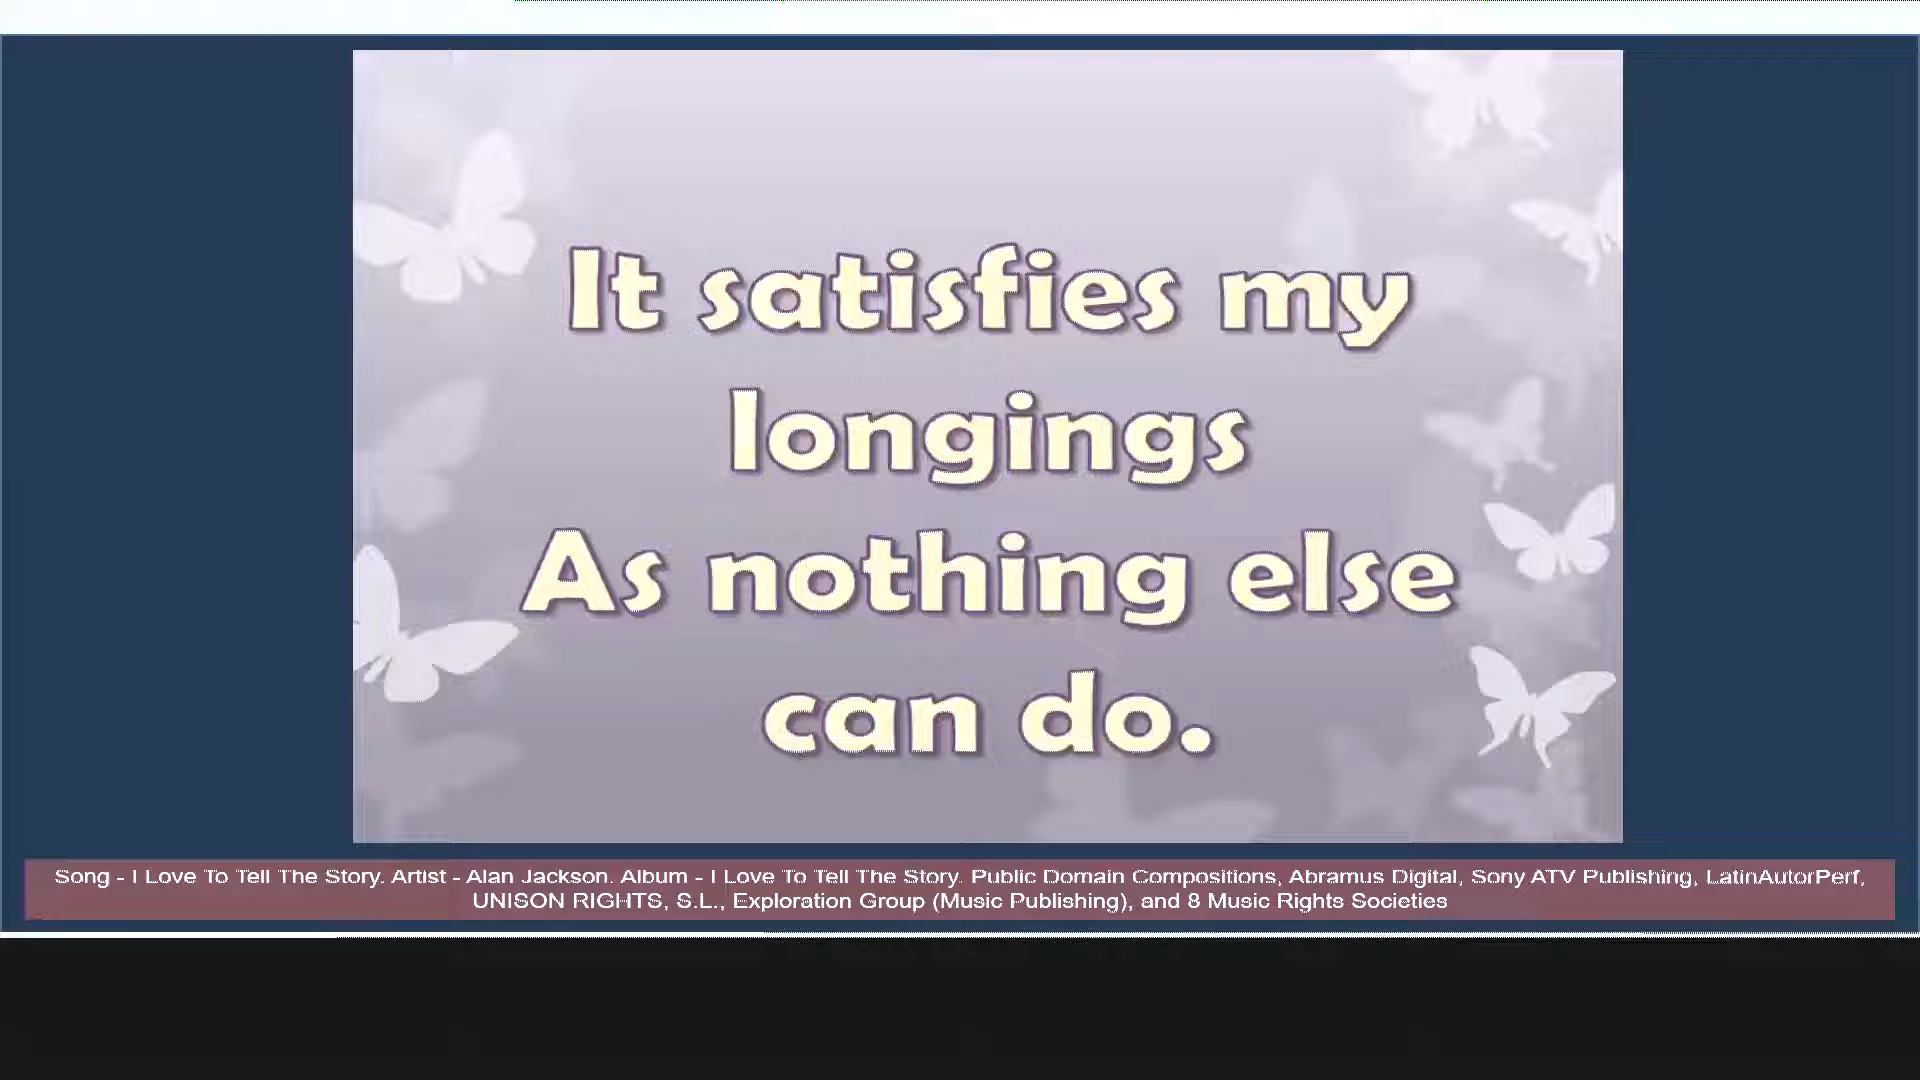 It satisfies my
longings
As nothing else
can do.
Song - I Love To Tell The Story. Artist - Alan Jackson. Album - I Love To Tell The Story. Public Domain Compositions, Abramus Digital, Sony ATV Publishing, LatinAutorPerf,
UNISON RIGHTS, S.L., Exploration Group (Music Publishing), and 8 Music Rights Societies